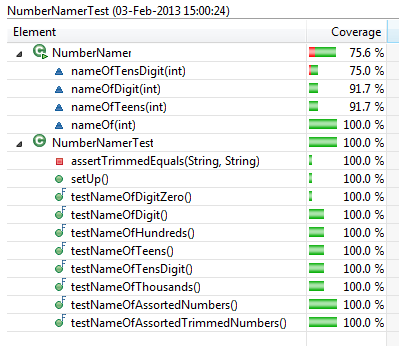 NumberNamerTest (03-Feb-2013 15:00:24)
Element Coverage
NumberNamer 75.6 %
nameOfTensDigit(int) 75.0 %
nameOfDigit(int) 91.7 %
nameOfTeens(int) 91.7 %
nameOf(int) 100.0 %
NumberNamerTest 100.0 %
assertTrimmedEquals(String, String) 100.0 %
setUp() 100.0 %
testNameOfDigitZero() 100.0 %
testNameOfDigit() 100.0 %
testNameOfHundreds() 100.0 %
testNameOfTeens() 100.0 %
testNameOfTensDigit() 100.0 %
testNameOfThousands() 100.0 %
testNameOfAssortedNumbers() 100.0 %
testNameOfAssortedTrimmedNumbers() 100.0 %